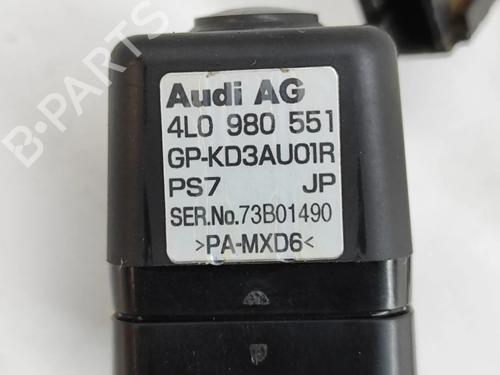 Audi AG
4L0 980 551
GP-KD3AU01R
PS7 JP
SER.No.73B01490
>PA-MXD6<
B-PARTS